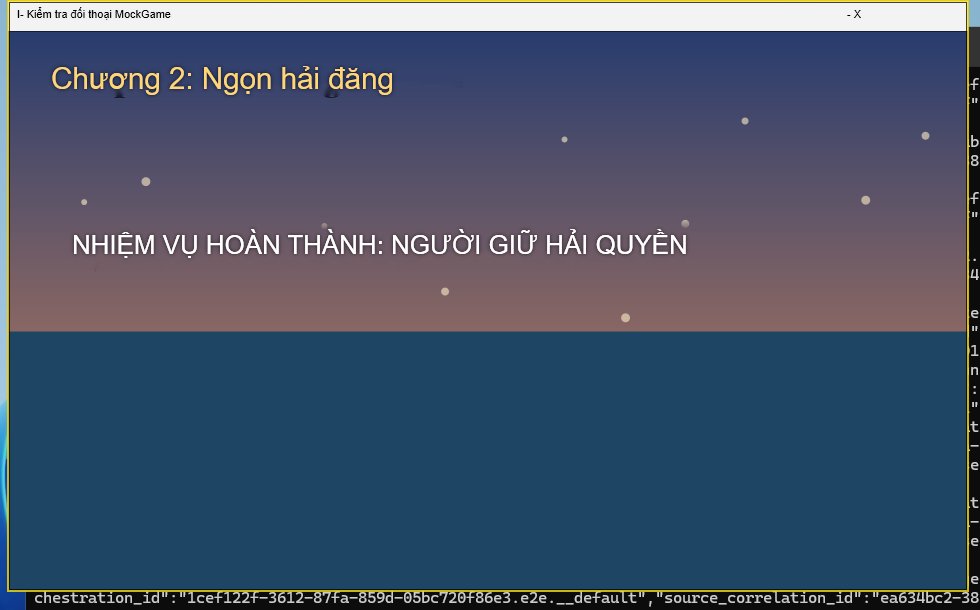 I- Kiểm tra đối thoại MockGame
- X
Chương 2: Ngọn hải đăng
NHIỆM VỤ HOÀN THÀNH: NGƯỜI GIỮ HẢI QUYỀN
chestration_id":"1cef122f-3612-87fa-859d-05bc720f86e3.e2e.__default","source_correlation_id":"ea634bc2-38